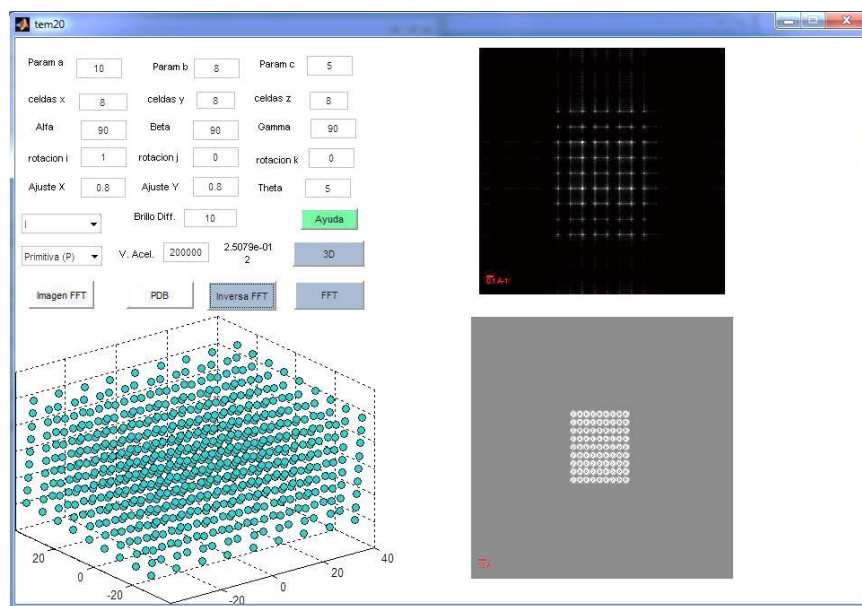 tem20
Param a 10 Param b 8 Param c 5
celdas x 8 celdas y 8 celdas z 8
Alfa 90 Beta 90 Gamma 90
rotacion i 1 rotacion j 0 rotacion k 0
Ajuste X 0.8 Ajuste Y 0.8 Theta 5
I Brillo Diff. 10 Ayuda
Primitiva (P) V. Acel. 200000 2.5079e-01 3D
2
Imagen FFT PDB Inversa FFT FFT
0.1 A-1
20
0
-20
-20
0
20
40